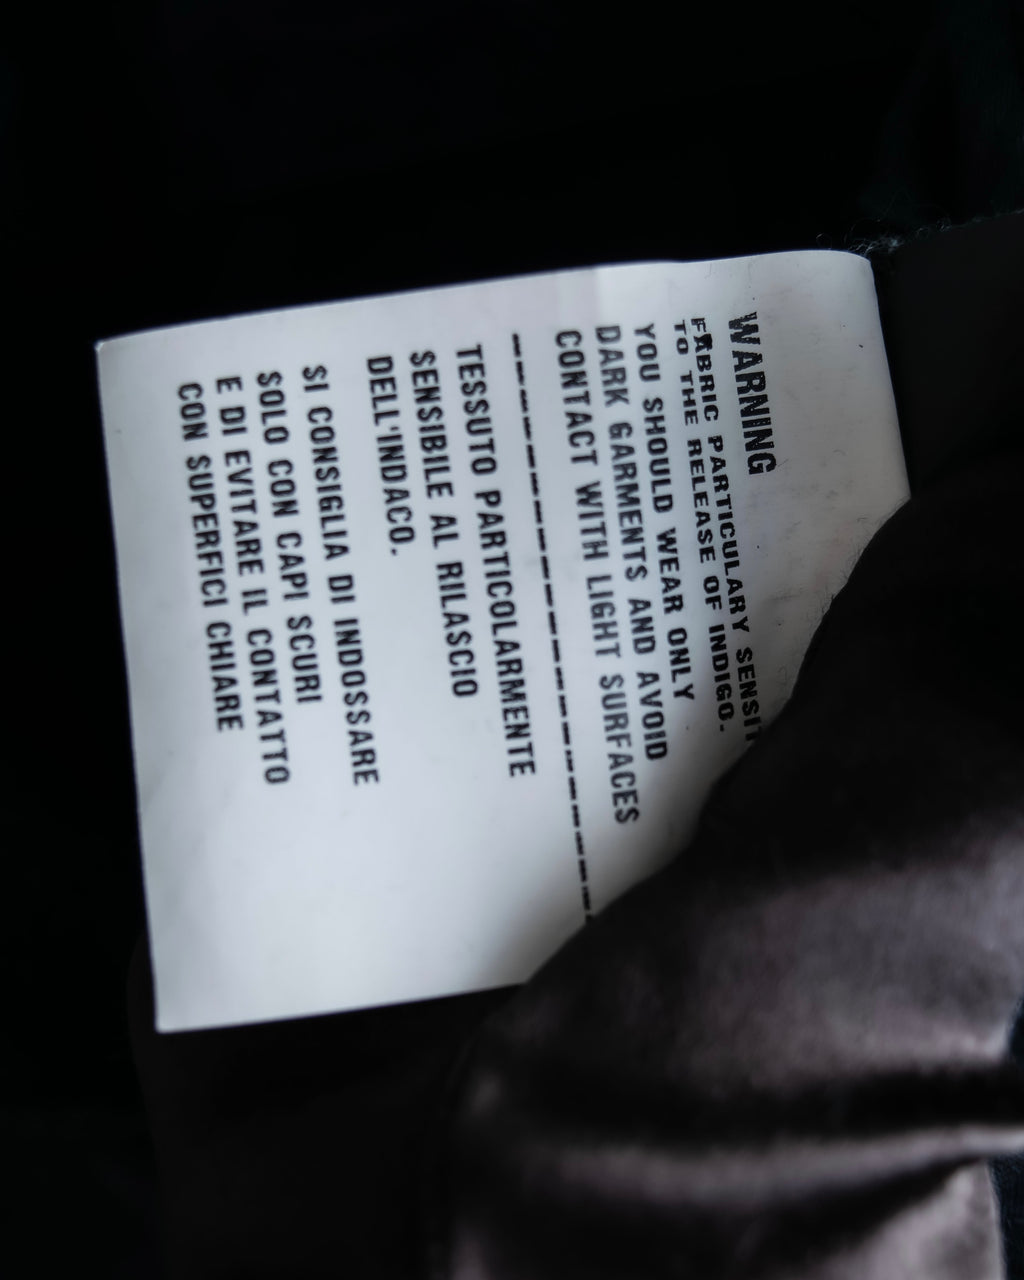 WARNING
FABRIC PARTICULARY SENSIT
TO THE RELEASE OF INDIGO.
YOU SHOULD WEAR ONLY
DARK GARMENTS AND AVOID
CONTACT WITH LIGHT SURFACES
TESSUTO PARTICOLARMENTE
SENSIBILE AL RILASCIO
DELL'INDACO.
SI CONSIGLIA DI INDOSSARE
SOLO CON CAPI SCURI
E DI EVITARE IL CONTATTO
CON SUPERFICI CHIARE